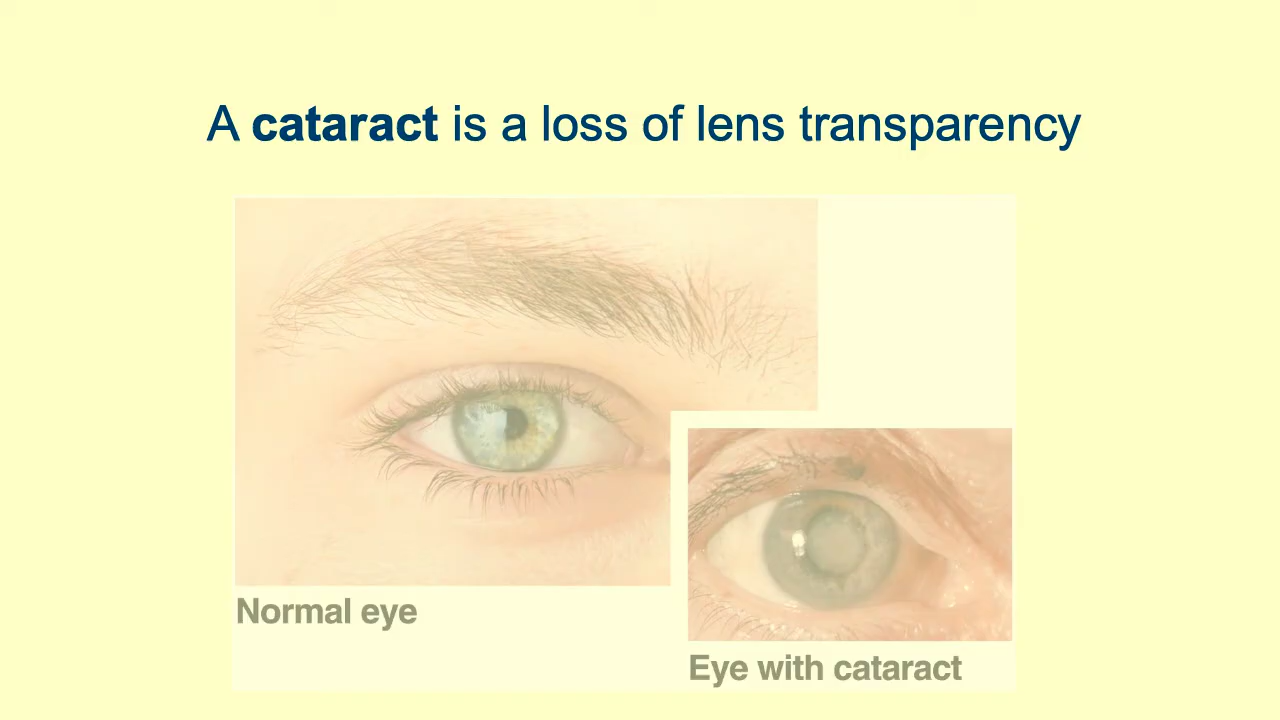 A cataract is a loss of lens transparency
Normal eye
Eye with cataract